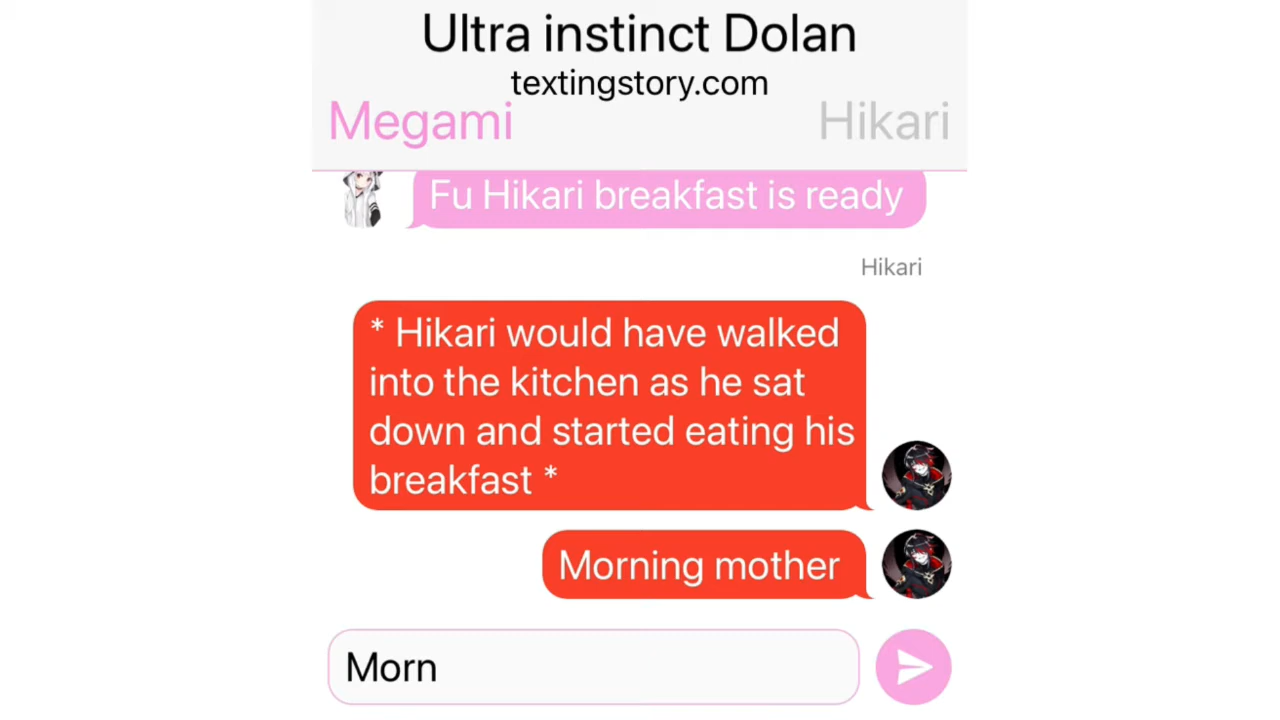 Ultra instinct Dolan
textingstory.com
Megami Hikari
Fu Hikari breakfast is ready
Hikari
* Hikari would have walked
into the kitchen as he sat
down and started eating his
breakfast *
Morning mother
Morn